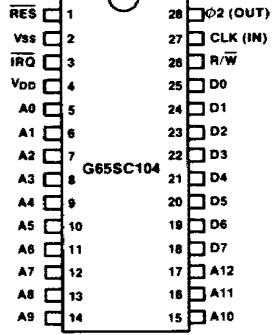 R̅E̅S̅ 1 28 ϕ2 (OUT)
Vss 2 27 CLK (IN)
I̅R̅Q̅ 3 26 R/W̅
VDD 4 25 D0
A0 5 24 D1
A1 6 23 D2
A2 7 22 D3
A3 8 G65SC104 21 D4
A4 9 20 D5
A5 10 19 D6
A6 11 18 D7
A7 12 17 A12
A8 13 16 A11
A9 14 15 A10